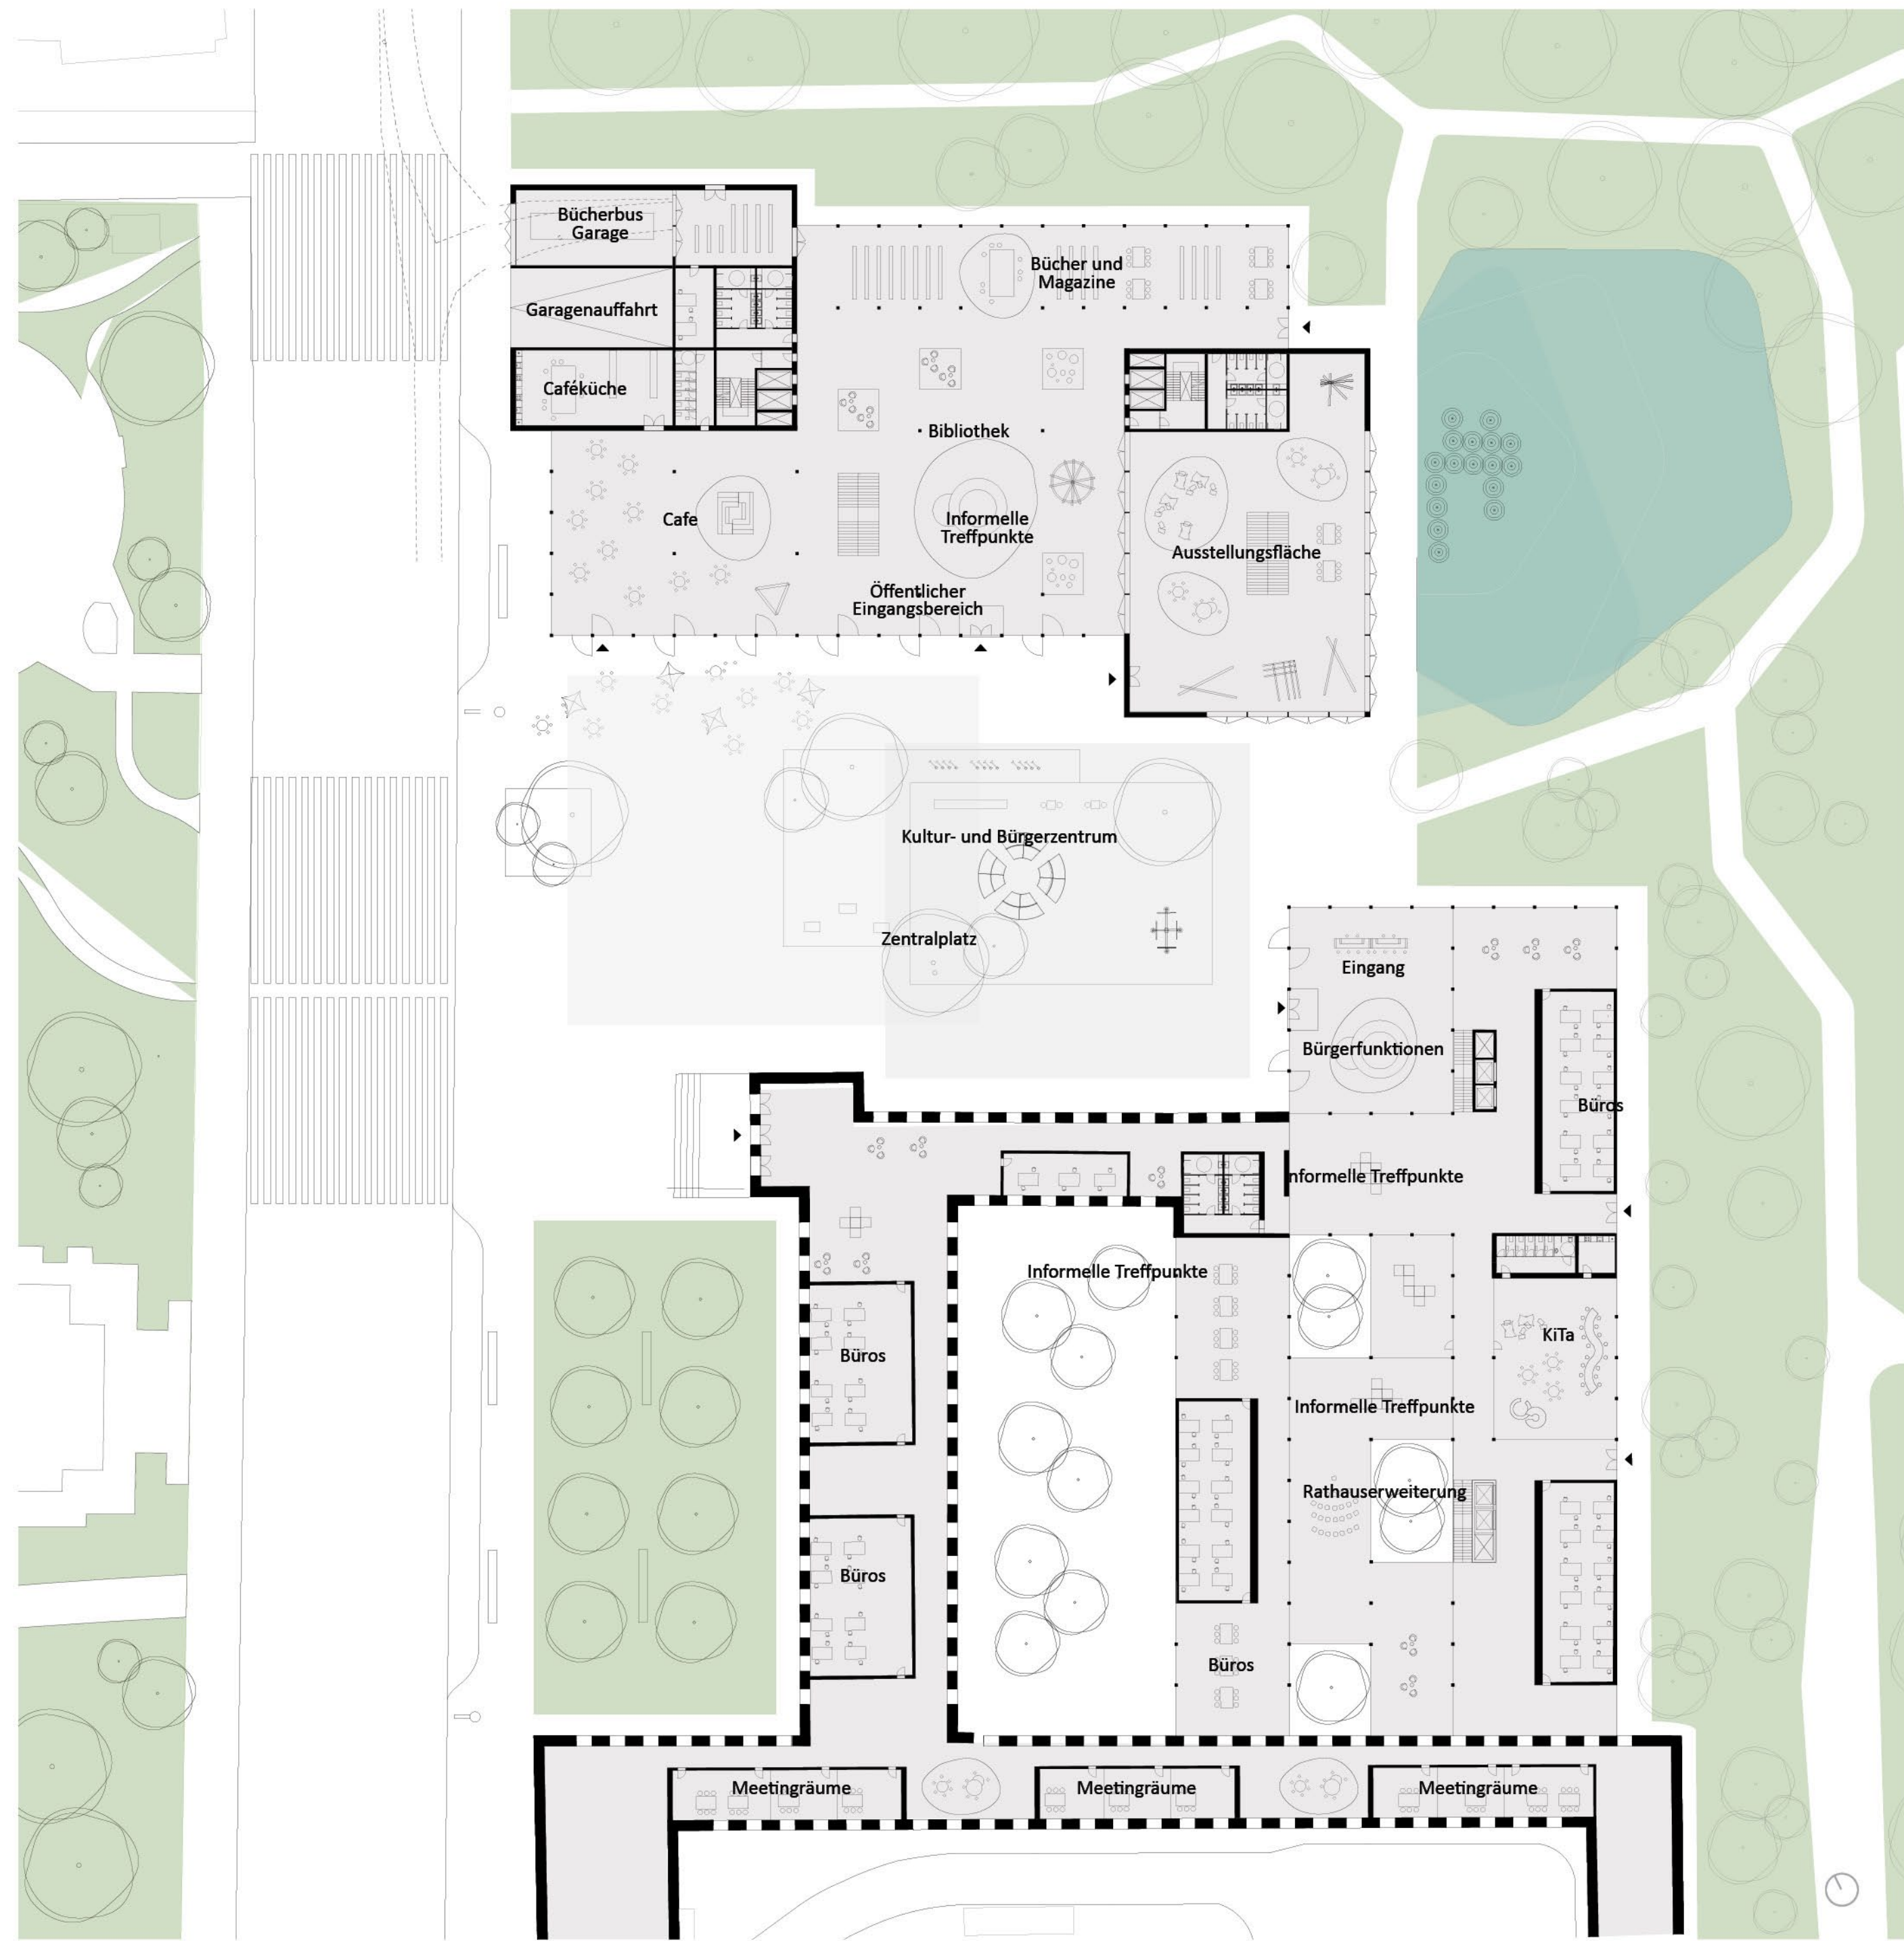 Bücherbus
Garage
Bücher und
Magazine
Garagenauffahrt
Caféküche
Bibliothek
Cafe
Informelle
Treffpunkte
Ausstellungsfläche
Öffentlicher
Eingangsbereich
Kultur- und Bürgerzentrum
Zentralplatz
Eingang
Bürgerfunktionen
Büros
nformelle Treffpunkte
Informelle Treffpunkte
KiTa
Büros
Informelle Treffpunkte
Rathauserweiterung
Büros
Büros
Meetingräume
Meetingräume
Meetingräume